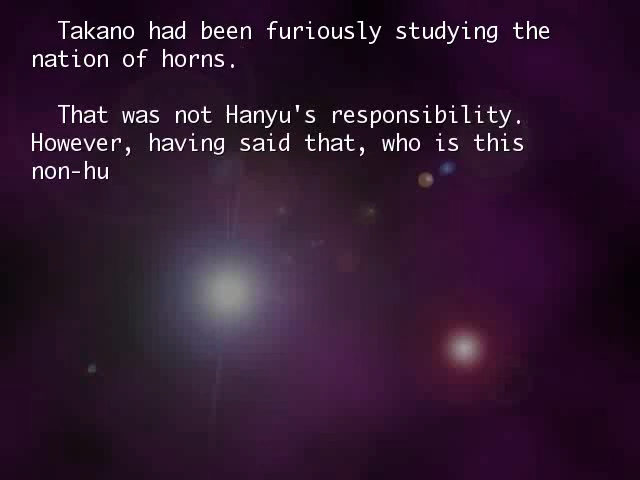 Takano had been furiously studying the
nation of horns.
That was not Hanyu's responsibility.
However, having said that, who is this
non-hu